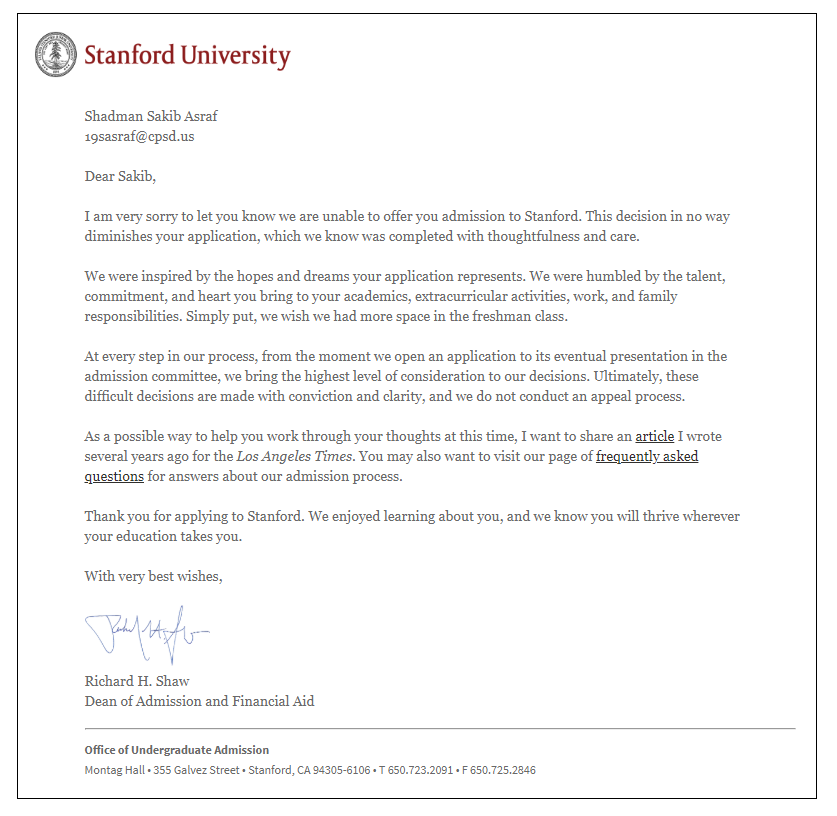 Stanford University
Shadman Sakib Asraf
19sasraf@cpsd.us
Dear Sakib,
I am very sorry to let you know we are unable to offer you admission to Stanford. This decision in no way
diminishes your application, which we know was completed with thoughtfulness and care.
We were inspired by the hopes and dreams your application represents. We were humbled by the talent,
commitment, and heart you bring to your academics, extracurricular activities, work, and family
responsibilities. Simply put, we wish we had more space in the freshman class.
At every step in our process, from the moment we open an application to its eventual presentation in the
admission committee, we bring the highest level of consideration to our decisions. Ultimately, these
difficult decisions are made with conviction and clarity, and we do not conduct an appeal process.
As a possible way to help you work through your thoughts at this time, I want to share an article I wrote
several years ago for the Los Angeles Times. You may also want to visit our page of frequently asked
questions for answers about our admission process.
Thank you for applying to Stanford. We enjoyed learning about you, and we know you will thrive wherever
your education takes you.
With very best wishes,
Richard H. Shaw
Dean of Admission and Financial Aid
Office of Undergraduate Admission
Montag Hall • 355 Galvez Street • Stanford, CA 94305-6106 • T 650.723.2091 • F 650.725.2846